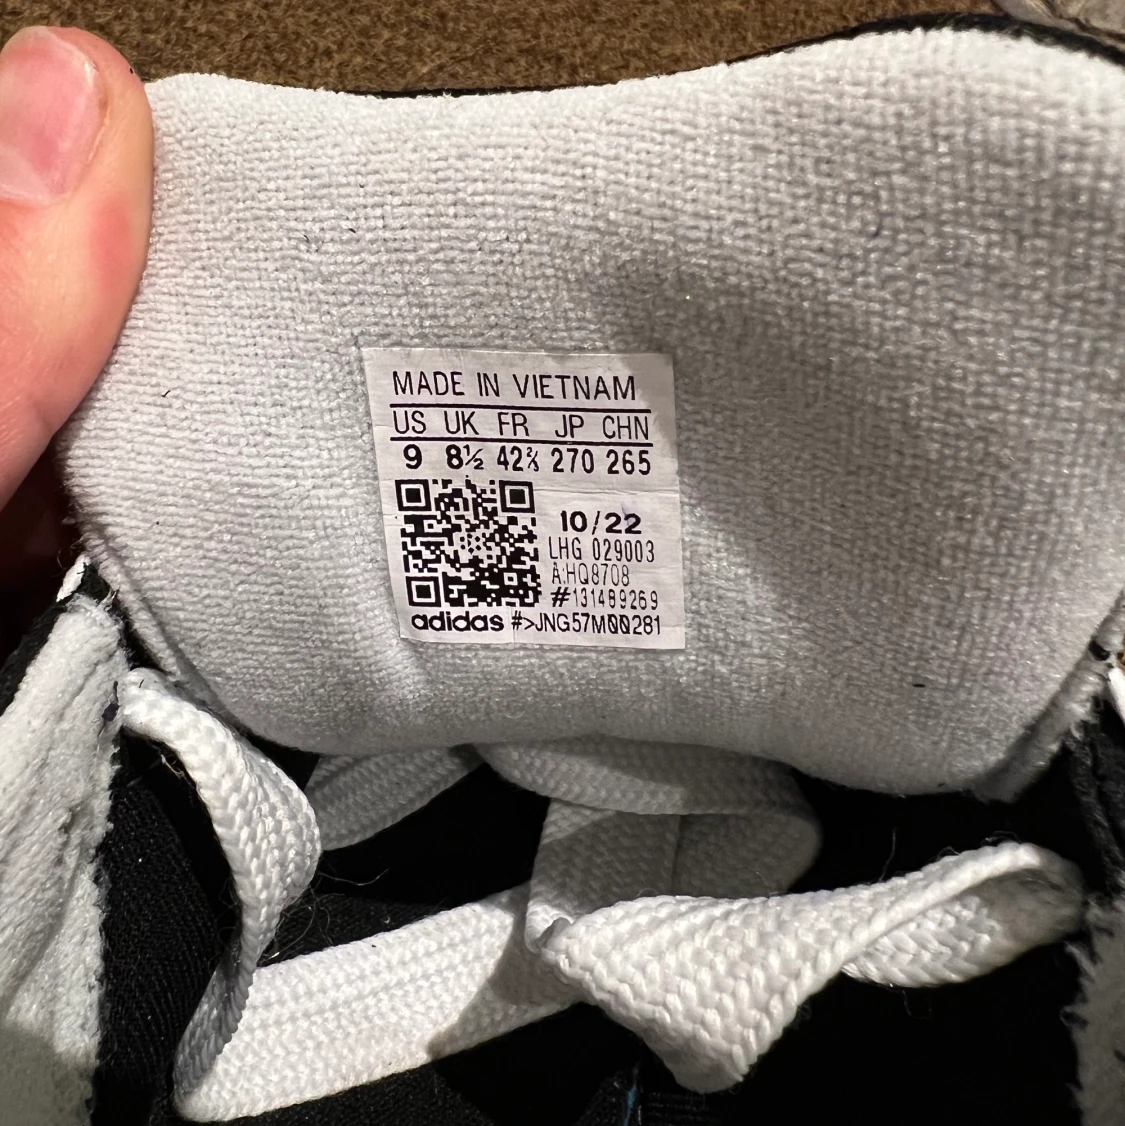 MADE IN VIETNAM
US UK FR JP CHN
9 8½ 42⅔ 270 265
10/22
LHG 029003
A:HQ8708
#131489269
adidas #>JNG57M00281